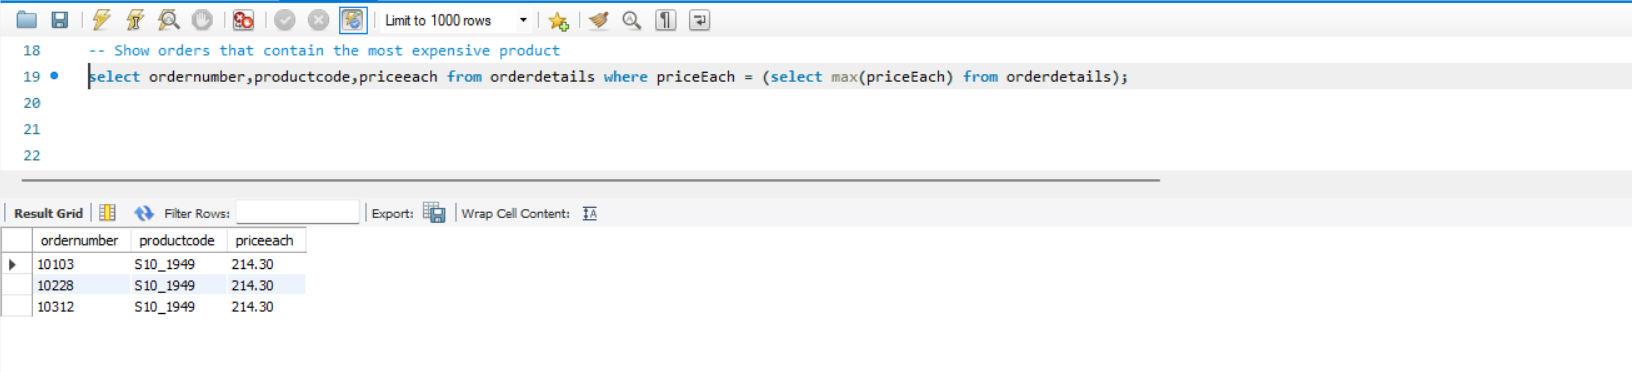 Limit to 1000 rows
18 -- Show orders that contain the most expensive product
19 select ordernumber,productcode,priceeach from orderdetails where priceEach = (select max(priceEach) from orderdetails);
20
21
22
Result Grid Filter Rows: Export: Wrap Cell Content: IA
ordernumber productcode priceeach
10103 S10_1949 214.30
10228 S10_1949 214.30
10312 S10_1949 214.30